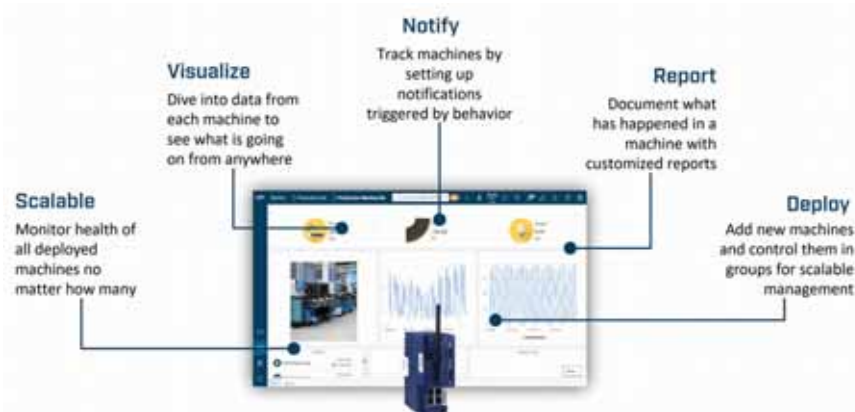 Notify
Track machines by
setting up
notifications
triggered by behavior
Visualize
Dive into data from
each machine to
see what is going
on from anywhere
Report
Document what
has happened in a
machine with
customized reports
Scalable
Monitor health of
all deployed
machines no
matter how many
Deploy
Add new machines
and control them in
groups for scalable
management